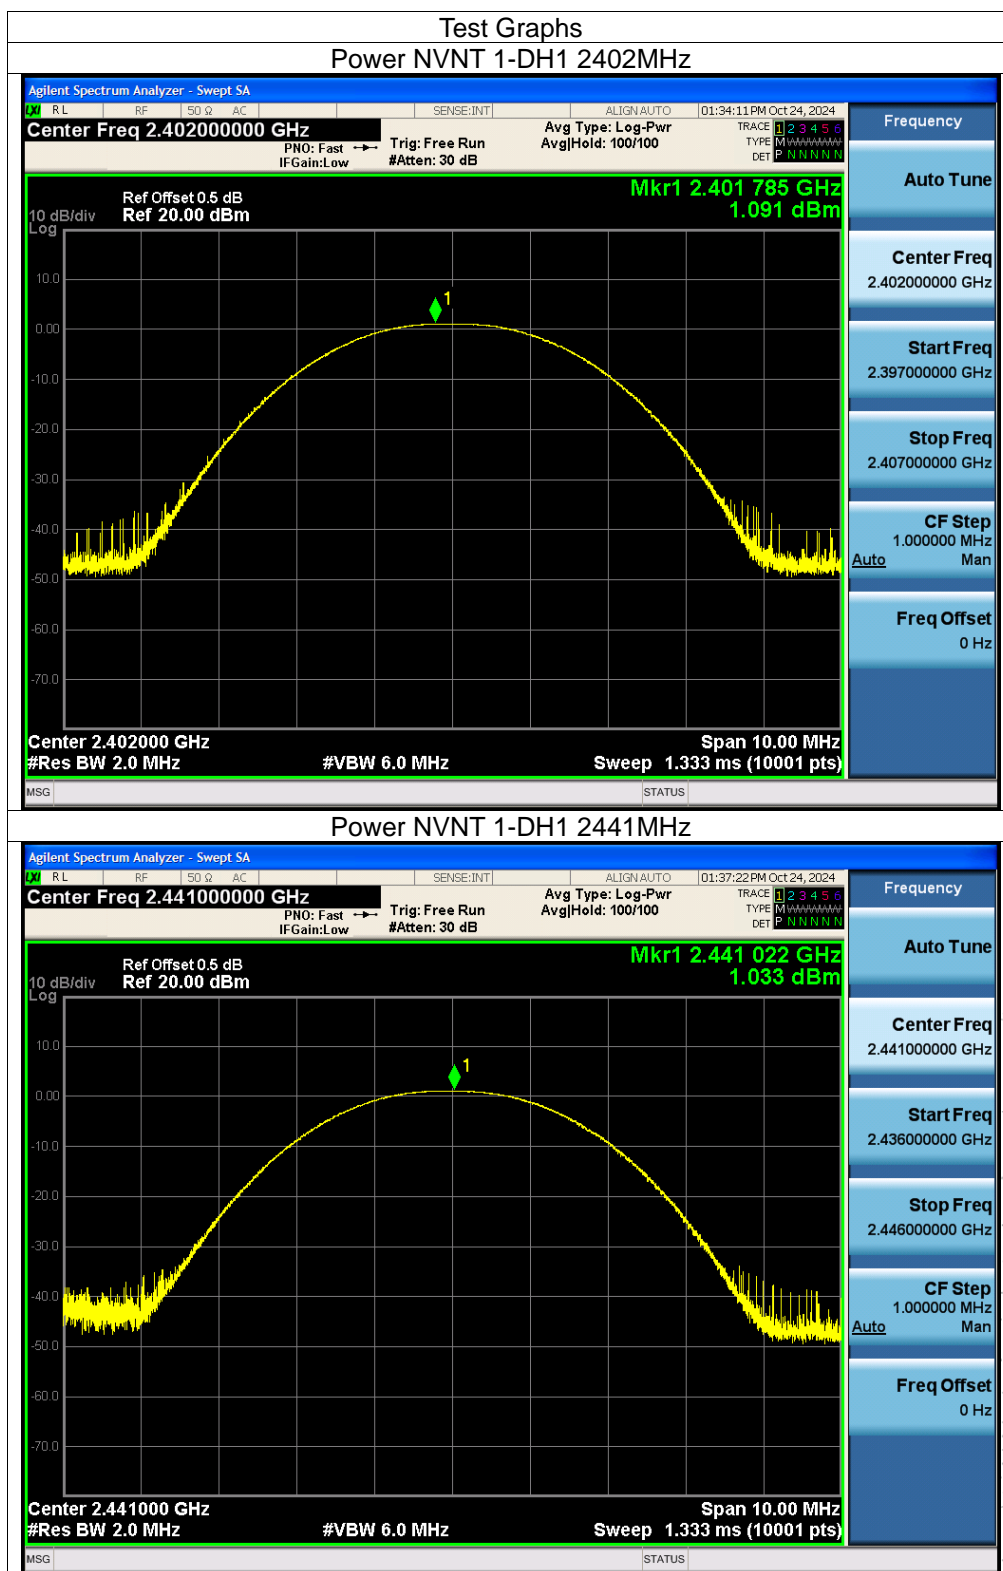 Test Graphs
Power NVNT 1-DH1 2402MHz
Agilent Spectrum Analyzer - Swept SA
LXI RL RF 50 Ω AC SENSE:INT ALIGNAUTO 01:34:11 PM Oct 24, 2024
Center Freq 2.402000000 GHz
PNO: Fast
IFGain:Low
Trig: Free Run
#Atten: 30 dB
Avg Type: Log-Pwr
Avg|Hold: 100/100
TRACE 1 2 3 4 5 6
TYPE M
DET P N N N N N
Frequency
Mkr1 2.401 785 GHz
1.091 dBm
Ref Offset 0.5 dB
10 dB/div Ref 20.00 dBm
Log
10.0
0.00
-10.0
-20.0
-30.0
-40.0
-50.0
-60.0
-70.0
1
Center 2.402000 GHz Span 10.00 MHz
#Res BW 2.0 MHz #VBW 6.0 MHz Sweep 1.333 ms (10001 pts)
Auto Tune
Center Freq
2.402000000 GHz
Start Freq
2.397000000 GHz
Stop Freq
2.407000000 GHz
CF Step
1.000000 MHz
Auto Man
Freq Offset
0 Hz
MSG STATUS
Power NVNT 1-DH1 2441MHz
Agilent Spectrum Analyzer - Swept SA
LXI RL RF 50 Ω AC SENSE:INT ALIGNAUTO 01:37:22 PM Oct 24, 2024
Center Freq 2.441000000 GHz
PNO: Fast
IFGain:Low
Trig: Free Run
#Atten: 30 dB
Avg Type: Log-Pwr
Avg|Hold: 100/100
TRACE 1 2 3 4 5 6
TYPE M
DET P N N N N N
Frequency
Mkr1 2.441 022 GHz
1.033 dBm
Ref Offset 0.5 dB
10 dB/div Ref 20.00 dBm
Log
10.0
0.00
-10.0
-20.0
-30.0
-40.0
-50.0
-60.0
-70.0
1
Center 2.441000 GHz Span 10.00 MHz
#Res BW 2.0 MHz #VBW 6.0 MHz Sweep 1.333 ms (10001 pts)
Auto Tune
Center Freq
2.441000000 GHz
Start Freq
2.436000000 GHz
Stop Freq
2.446000000 GHz
CF Step
1.000000 MHz
Auto Man
Freq Offset
0 Hz
MSG STATUS